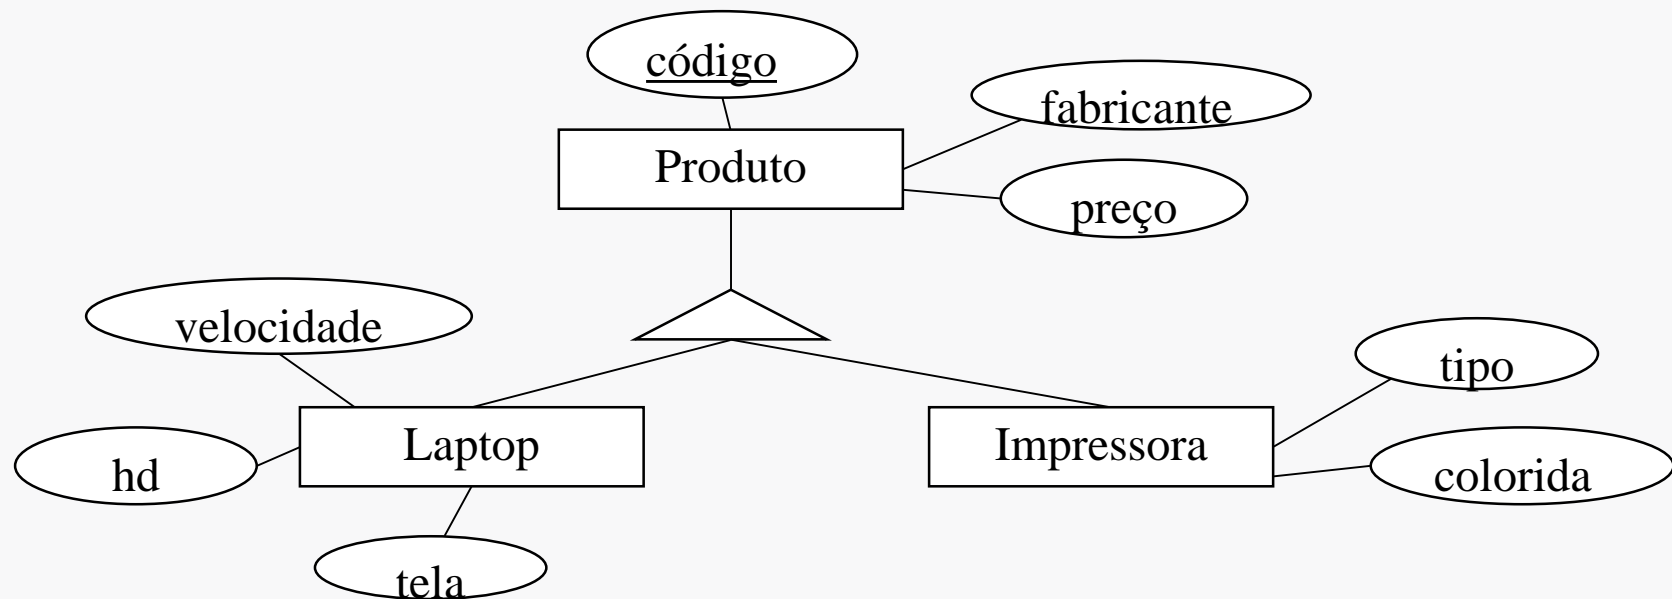 código
fabricante
Produto
preço
velocidade
tipo
Laptop
Impressora
hd
colorida
tela